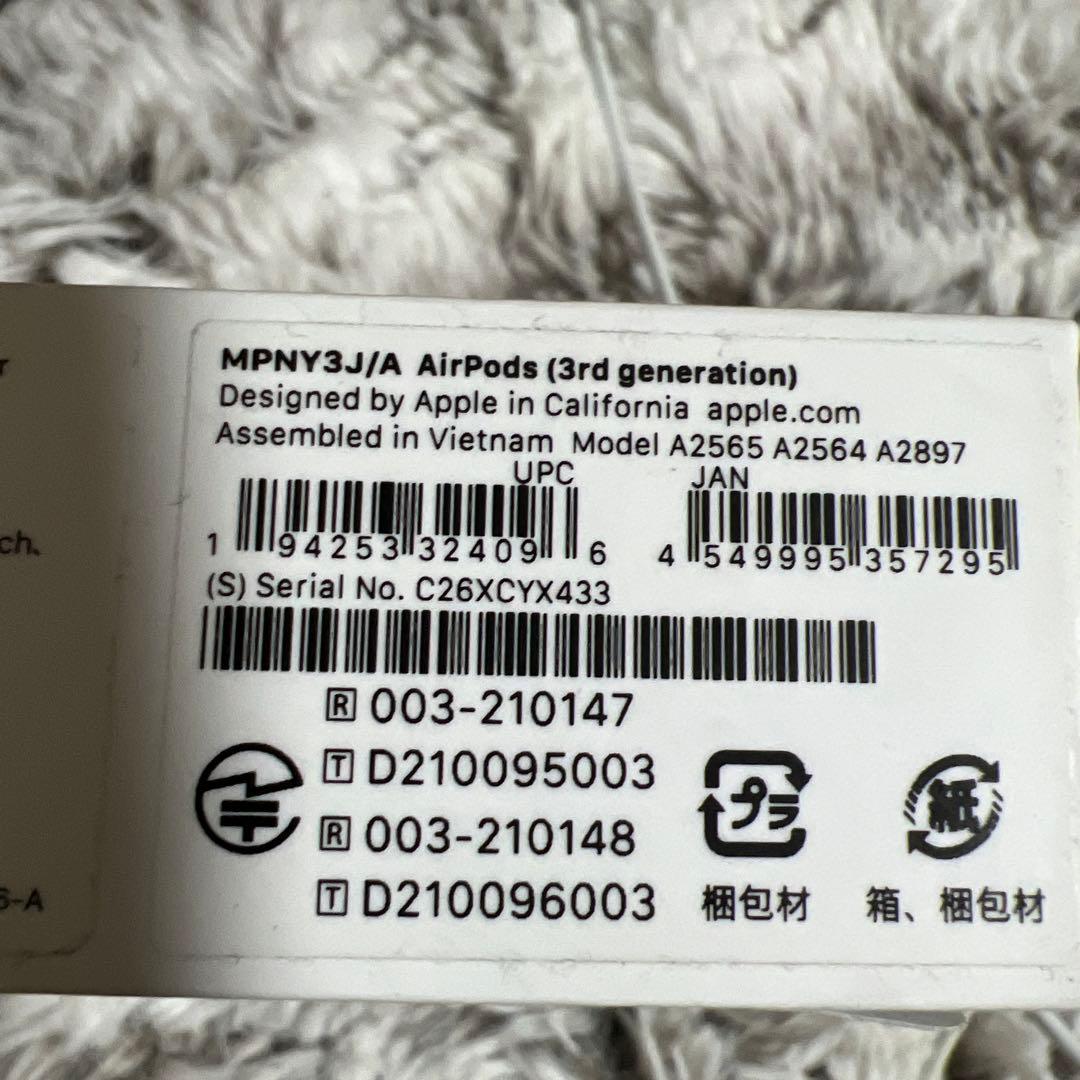 MPNY3J/A AirPods (3rd generation)
Designed by Apple in California apple.com
Assembled in Vietnam Model A2565 A2564 A2897
UPC JAN
1 94253 32409 6 4 549995 357295
(S) Serial No. C26XCYX433
R 003-210147
T D210095003
R 003-210148
T D210096003
プラ 紙
梱包材 箱、梱包材
ch.
-A